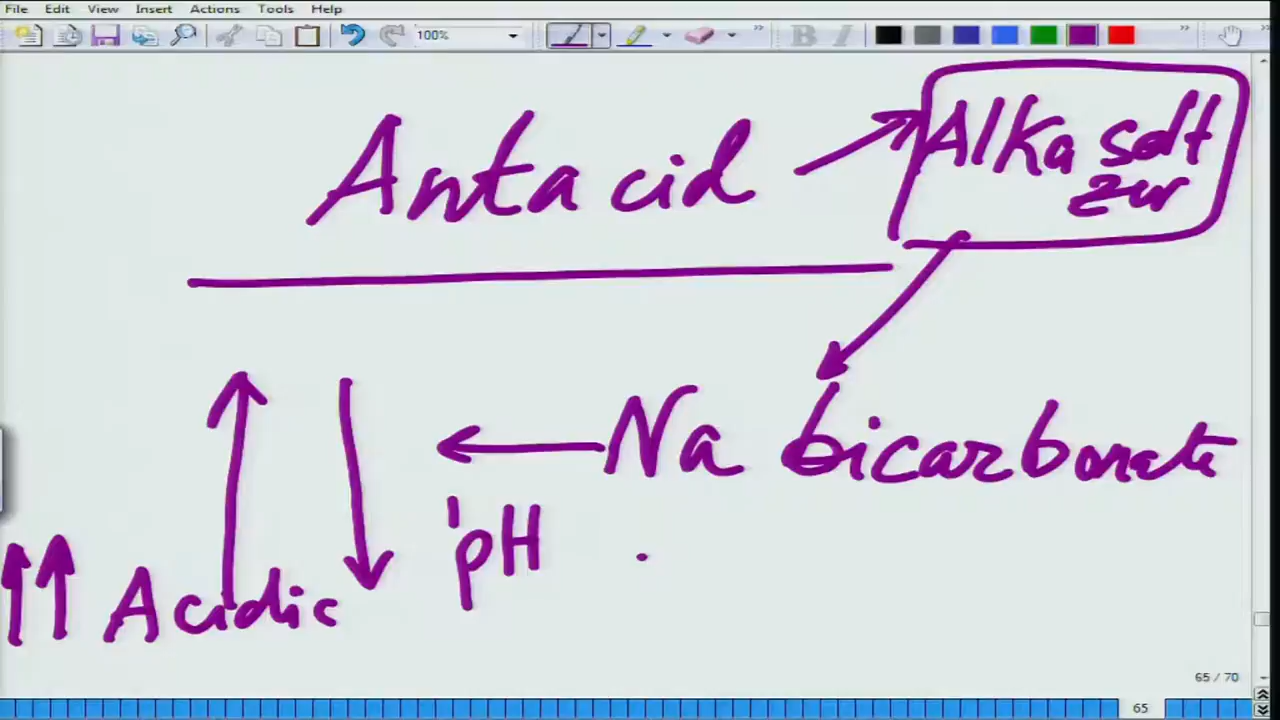 File Edit View Insert Actions Tools Help
100% B I
Antacid Alka selt
zer
Na bicarbonate
pH
Acidic
65 / 70
65